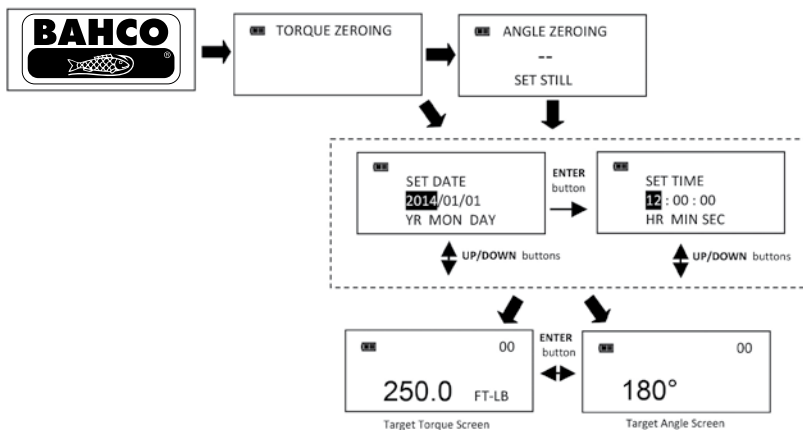 BAHCO
®
TORQUE ZEROING
ANGLE ZEROING
--
SET STILL
SET DATE
2014/01/01
YR MON DAY
ENTER
button
SET TIME
12 : 00 : 00
HR MIN SEC
UP/DOWN buttons
UP/DOWN buttons
00
250.0 FT-LB
Target Torque Screen
ENTER
button
00
180°
Target Angle Screen